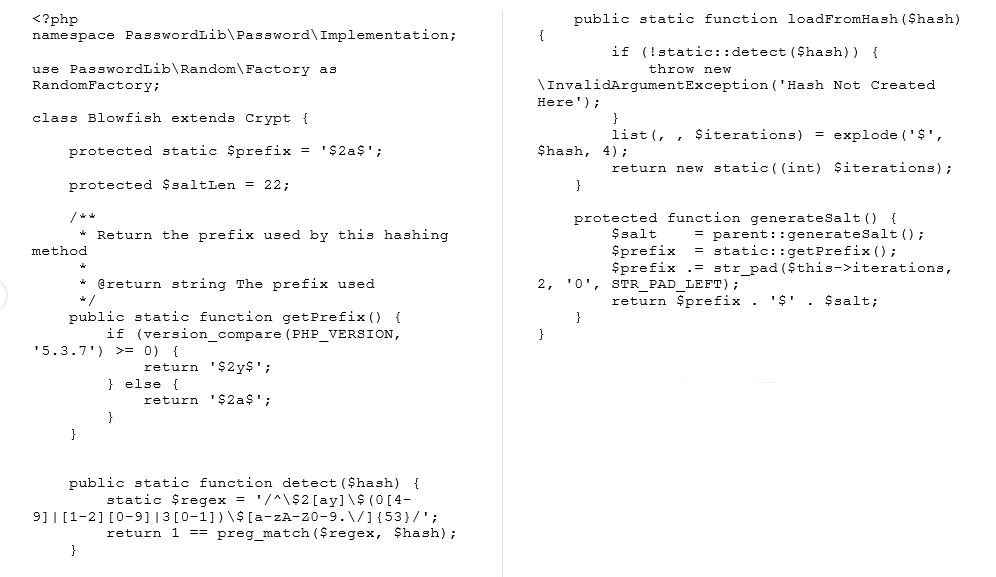 <?php
namespace PasswordLib\Password\Implementation;
use PasswordLib\Random\Factory as
RandomFactory;
class Blowfish extends Crypt {
protected static $prefix = '$2a$';
protected $saltLen = 22;
/**
* Return the prefix used by this hashing
method
*
* @return string The prefix used
*/
public static function getPrefix() {
if (version_compare(PHP_VERSION,
'5.3.7') >= 0) {
return '$2y$';
} else {
return '$2a$';
}
}
public static function detect($hash) {
static $regex = '/^\$2[ay]\$(0[4-
9]|[1-2][0-9]|3[0-1])\$[a-zA-Z0-9.\/]{53}/';
return 1 == preg_match($regex, $hash);
}
public static function loadFromHash($hash)
{
if (!static::detect($hash)) {
throw new
\InvalidArgumentException('Hash Not Created
Here');
}
list(, , $iterations) = explode('$',
$hash, 4);
return new static((int) $iterations);
}
protected function generateSalt() {
$salt    = parent::generateSalt();
$prefix  = static::getPrefix();
$prefix .= str_pad($this->iterations,
2, '0', STR_PAD_LEFT);
return $prefix . '$' . $salt;
}
}